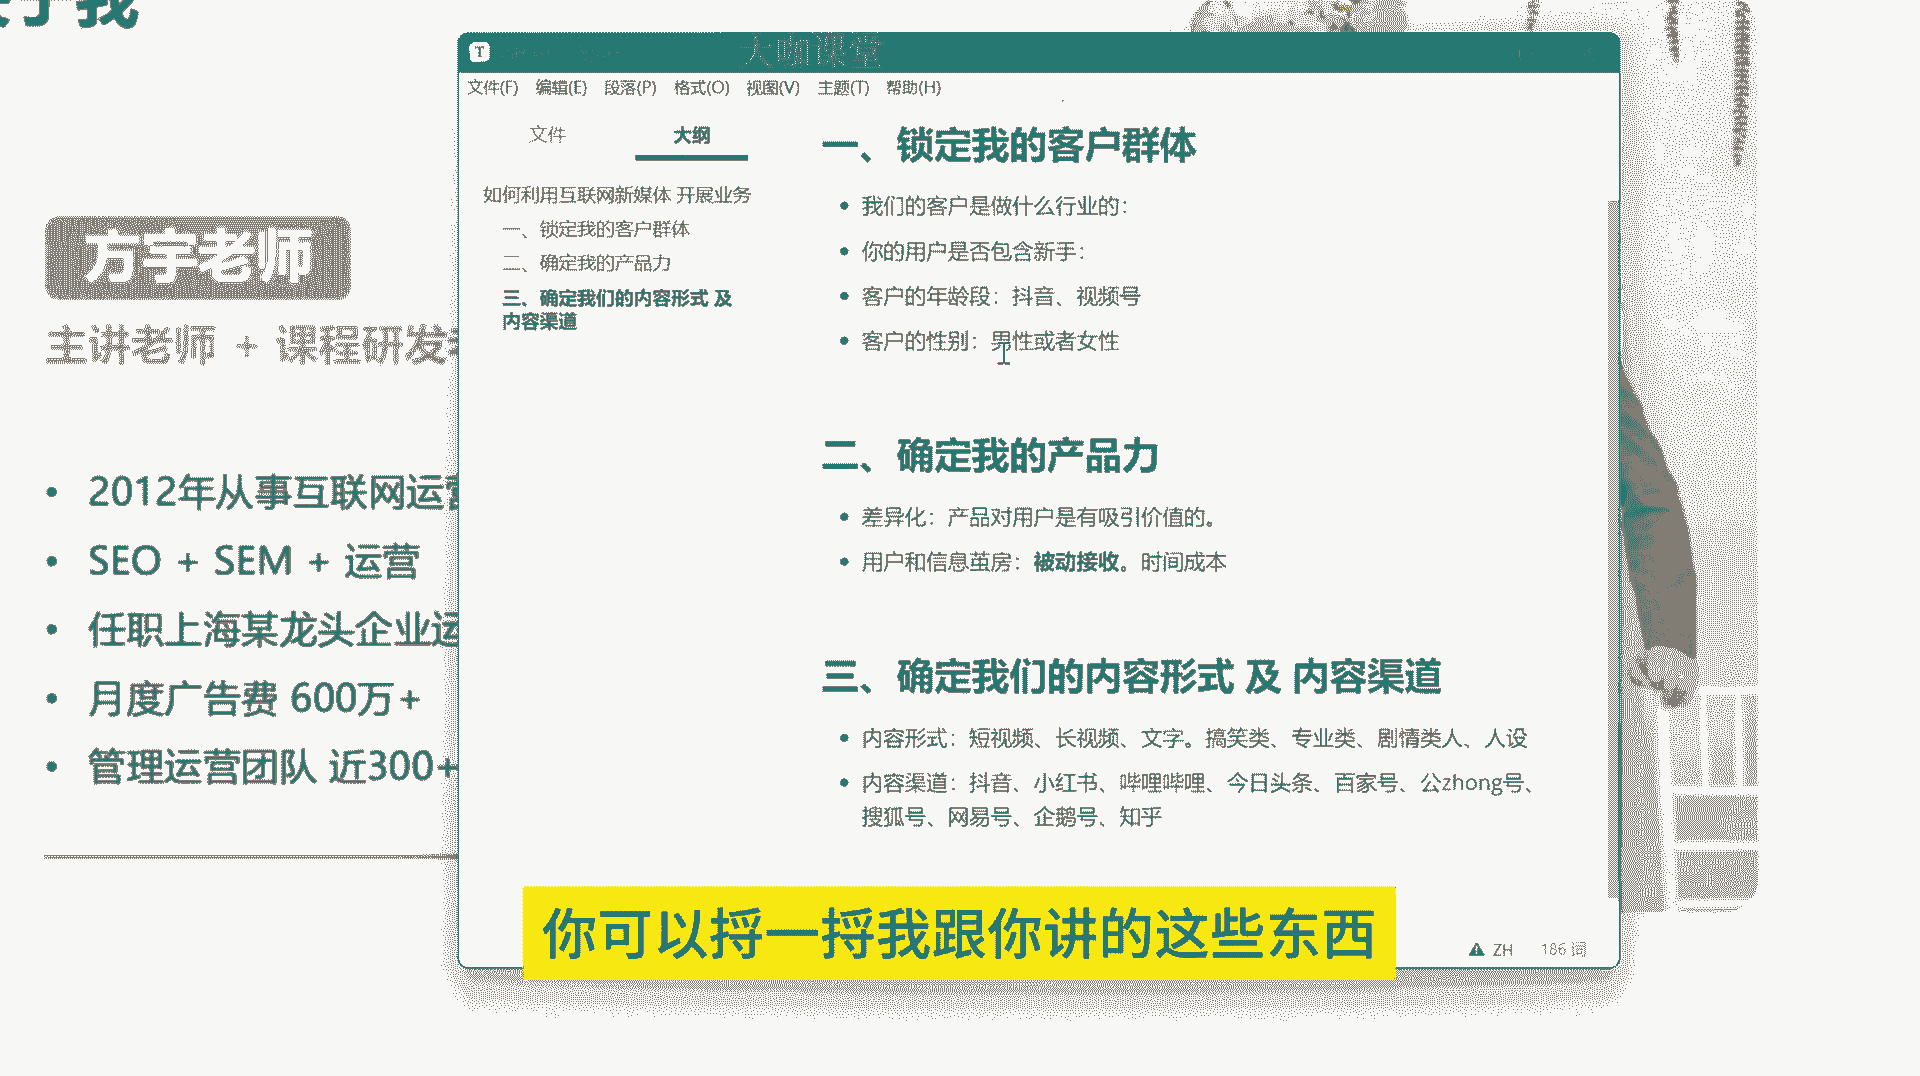 于我
方宇老师
主讲老师 + 课程研发
2012年从事互联网运营
SEO + SEM + 运营
任职上海某龙头企业运
月度广告费 600万+
管理运营团队 近300+
T
大咖课堂
文件(F) 编辑(E) 段落(P) 格式(O) 视图(V) 主题(T) 帮助(H)
文件 大纲
如何利用互联网新媒体 开展业务
一、锁定我的客户群体
二、确定我的产品力
三、确定我们的内容形式 及
内容渠道
一、锁定我的客户群体
我们的客户是做什么行业的：
你的用户是否包含新手：
客户的年龄段：抖音、视频号
客户的性别：男性或者女性
二、确定我的产品力
差异化：产品对用户是有吸引价值的。
用户和信息茧房：被动接收。时间成本
三、确定我们的内容形式 及 内容渠道
内容形式：短视频、长视频、文字。搞笑类、专业类、剧情类人、人设
内容渠道：抖音、小红书、哔哩哔哩、今日头条、百家号、公zhong号、
搜狐号、网易号、企鹅号、知乎
你可以捋一捋我跟你讲的这些东西
ZH 186 词